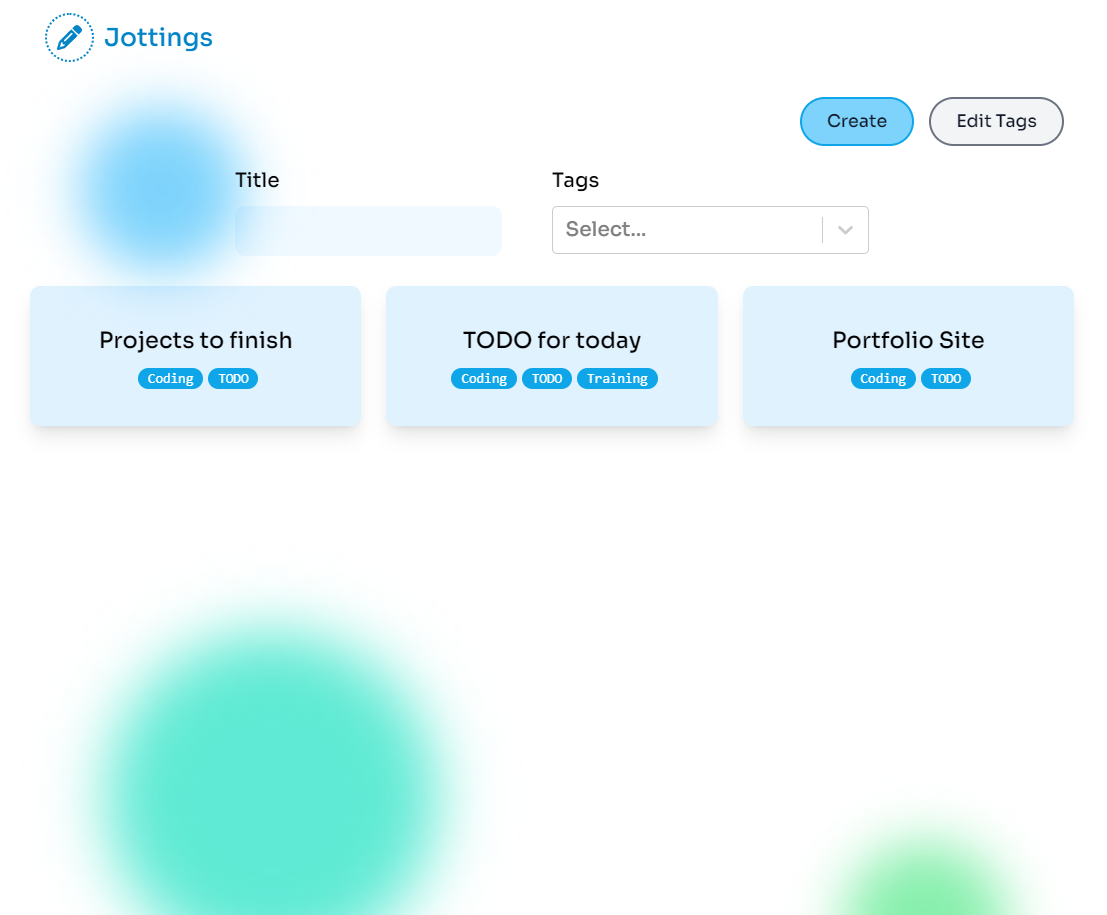 Jottings
Create Edit Tags
Title Tags
Select...
Projects to finish
Coding TODO
TODO for today
Coding TODO Training
Portfolio Site
Coding TODO